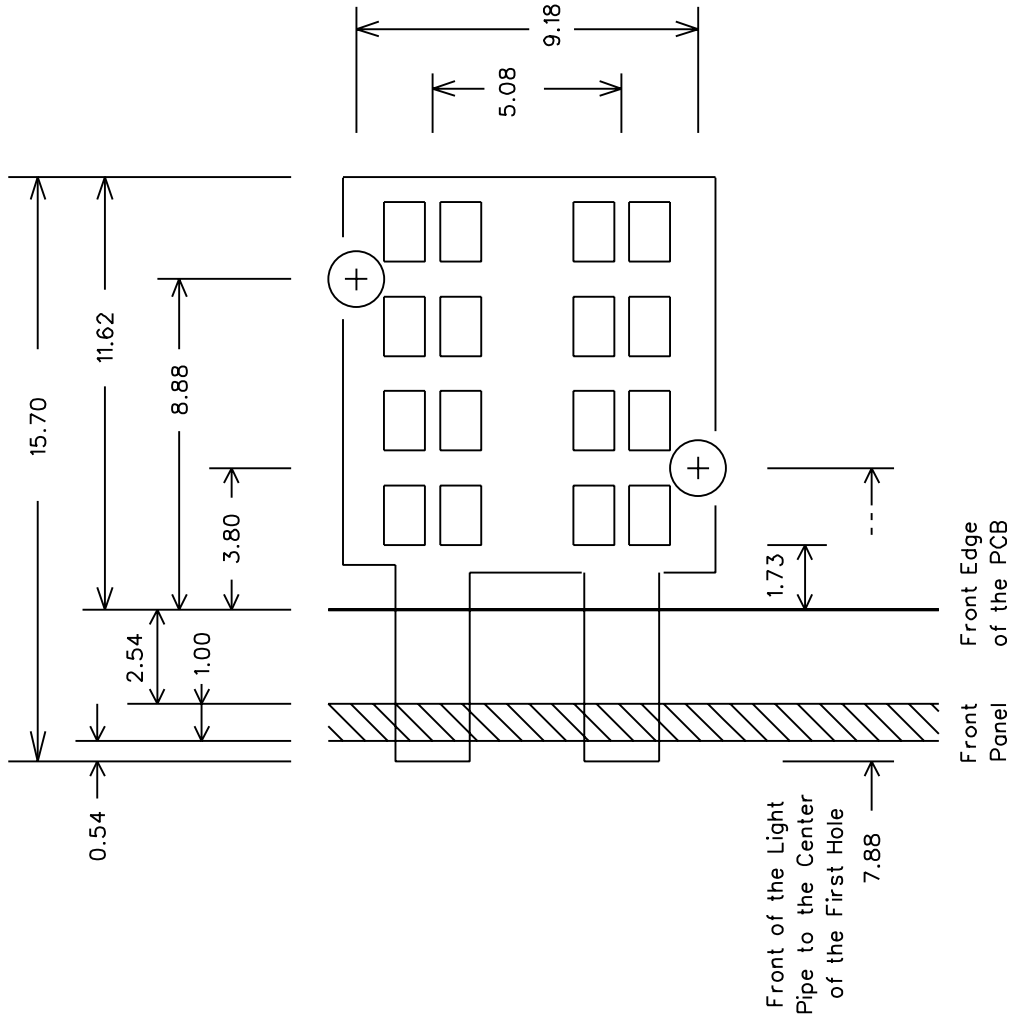 15.70
11.62
8.88
3.80
2.54
1.00
0.54
9.18
5.08
1.73
7.88
Front of the Light
Pipe to the Center
of the First Hole
Front Edge
of the PCB
Front
Panel